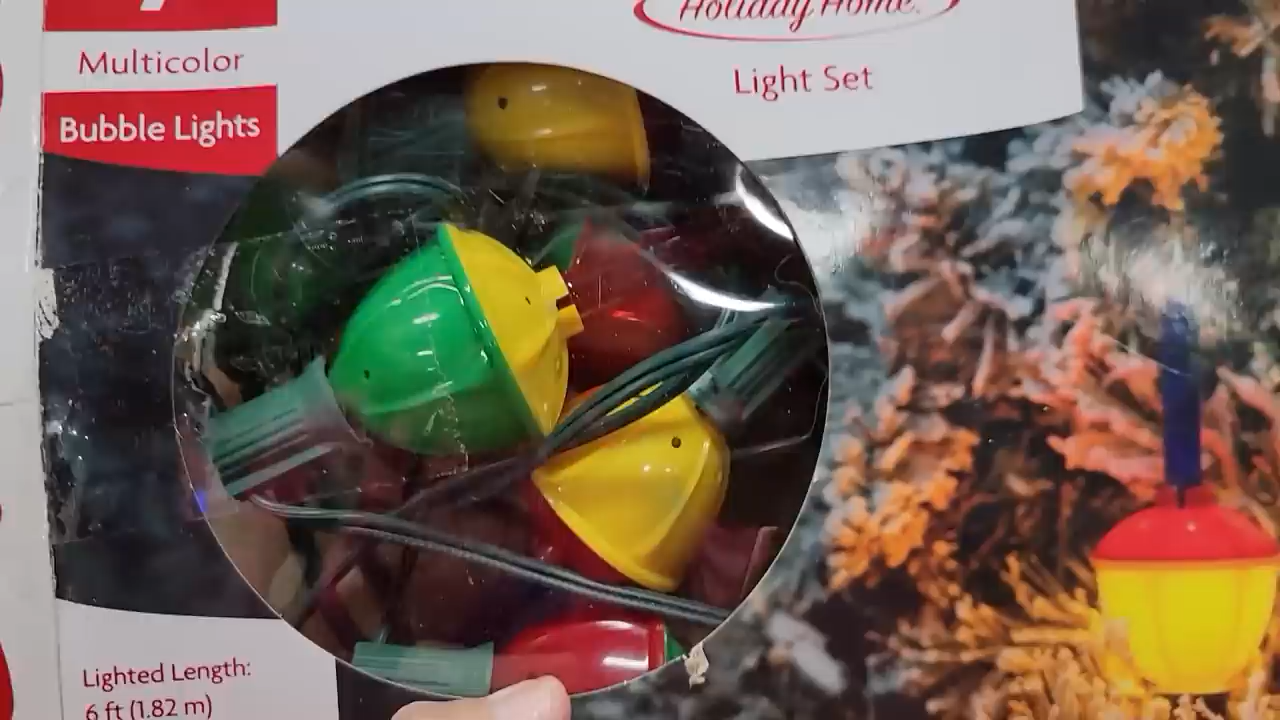 Multicolor
Bubble Lights
Holiday Home.
Light Set
Lighted Length:
6 ft (1.82 m)